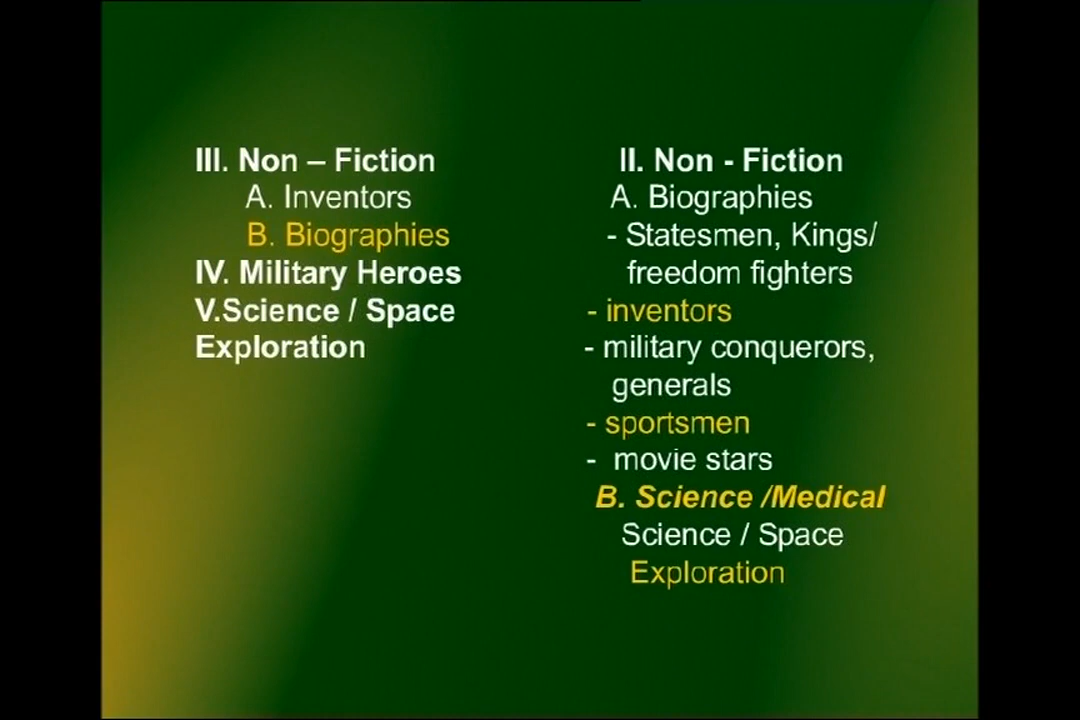 III. Non – Fiction
A. Inventors
B. Biographies
IV. Military Heroes
V.Science / Space
Exploration
II. Non - Fiction
A. Biographies
- Statesmen, Kings/
freedom fighters
- inventors
- military conquerors,
generals
- sportsmen
- movie stars
B. Science /Medical
Science / Space
Exploration